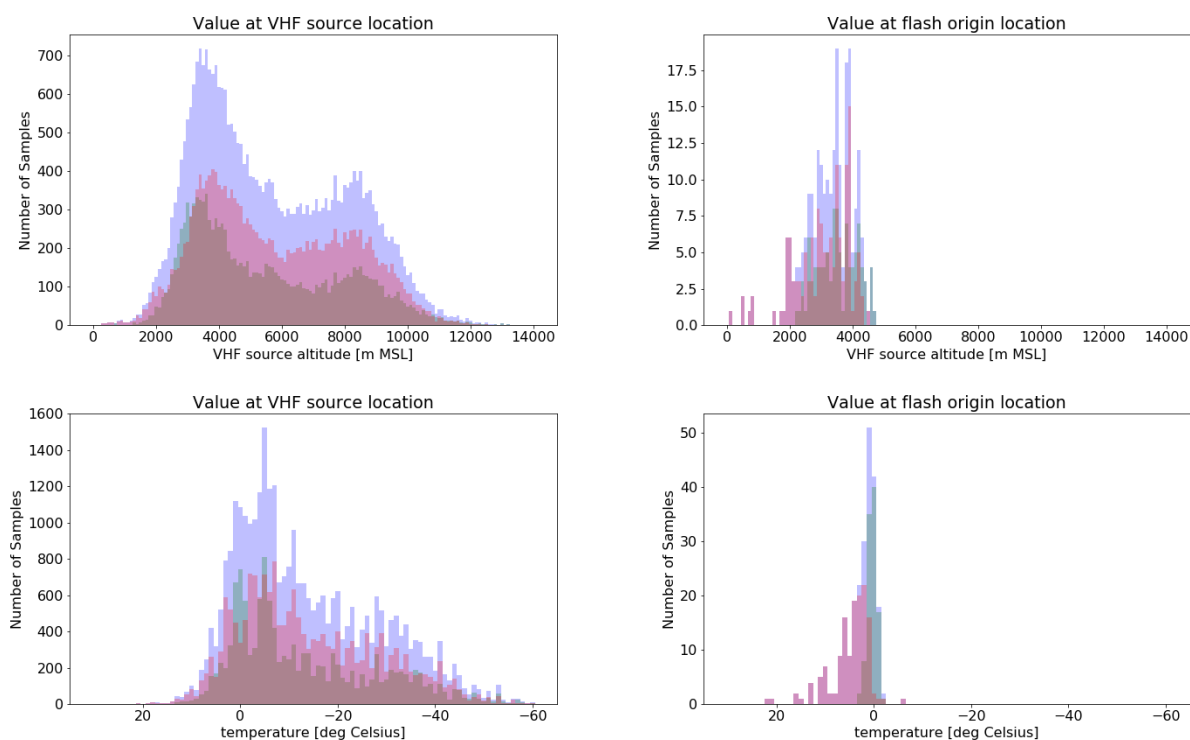 Value at VHF source location
Number of Samples
700
600
500
400
300
200
100
0
0 2000 4000 6000 8000 10000 12000 14000
VHF source altitude [m MSL]
Value at flash origin location
Number of Samples
17.5
15.0
12.5
10.0
7.5
5.0
2.5
0.0
0 2000 4000 6000 8000 10000 12000 14000
VHF source altitude [m MSL]
Value at VHF source location
Number of Samples
1600
1400
1200
1000
800
600
400
200
0
20 0 −20 −40 −60
temperature [deg Celsius]
Value at flash origin location
Number of Samples
50
40
30
20
10
0
20 0 −20 −40 −60
temperature [deg Celsius]